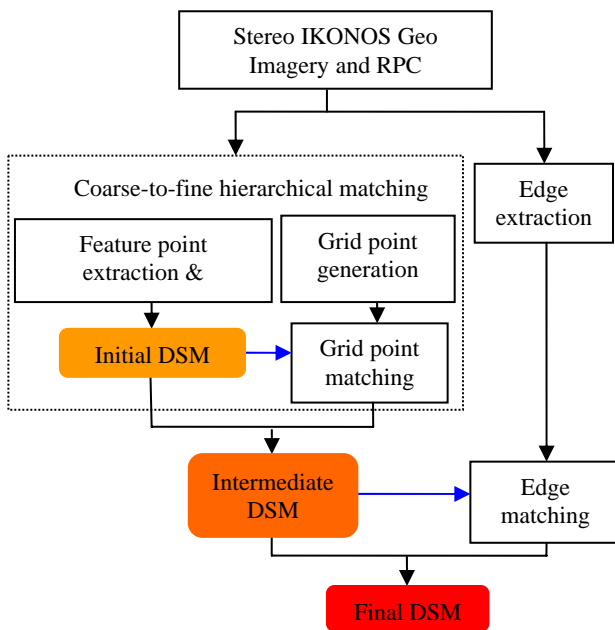 Stereo IKONOS Geo
Imagery and RPC
Coarse-to-fine hierarchical matching
Feature point
extraction &
Grid point
generation
Edge
extraction
Initial DSM
Grid point
matching
Intermediate
DSM
Edge
matching
Final DSM